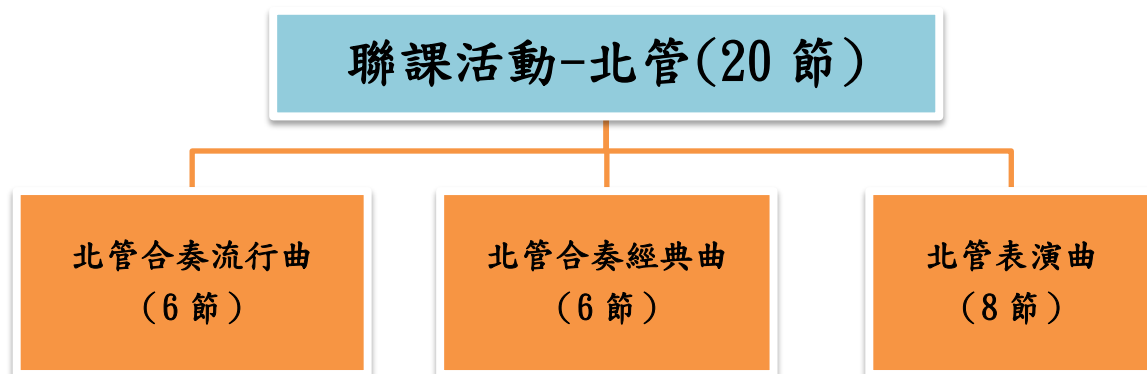 聯課活動-北管(20 節)
北管合奏流行曲
(6 節)
北管合奏經典曲
(6 節)
北管表演曲
(8 節)